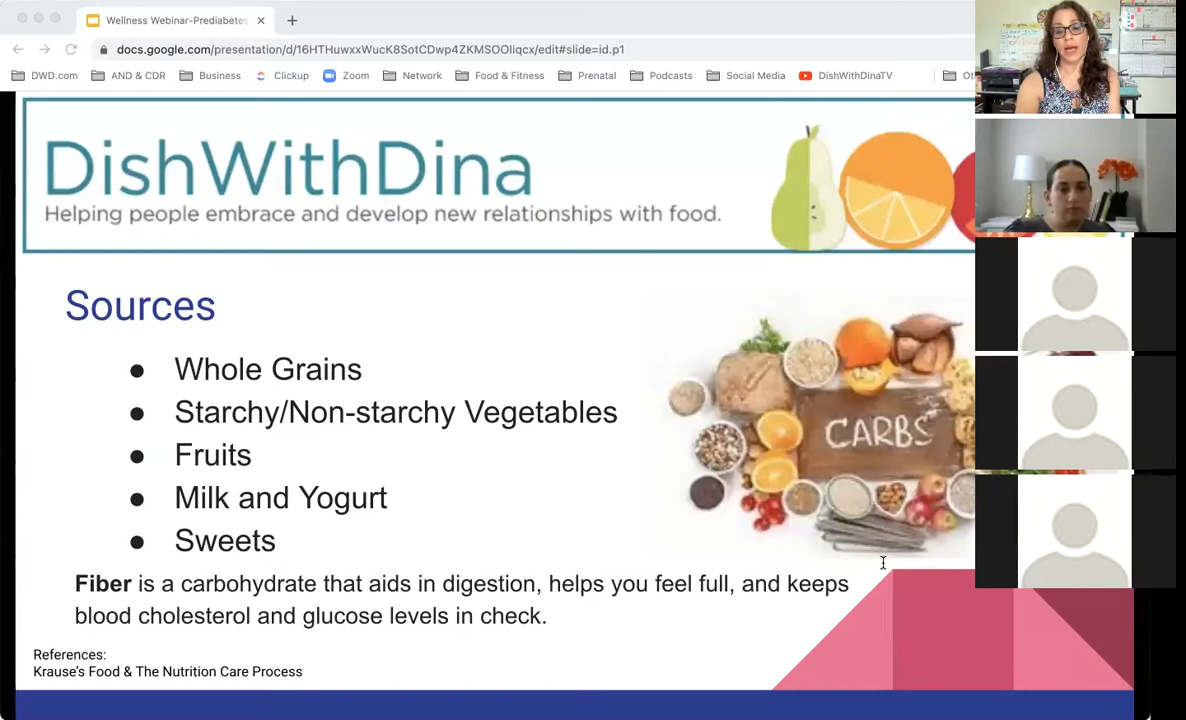 Wellness Webinar-Prediabetes
docs.google.com/presentation/d/16HTHuwxxWucK8SotCDwp4ZKMSOOliqcx/edit#slide=id.p1
DWD.com AND & CDR Business Clickup Zoom Network Food & Fitness Prenatal Podcasts Social Media DishWithDinaTV
DishWithDina
Helping people embrace and develop new relationships with food.
Sources
● Whole Grains
● Starchy/Non-starchy Vegetables
● Fruits
● Milk and Yogurt
● Sweets
CARBS
Fiber is a carbohydrate that aids in digestion, helps you feel full, and keeps
blood cholesterol and glucose levels in check.
References:
Krause's Food & The Nutrition Care Process